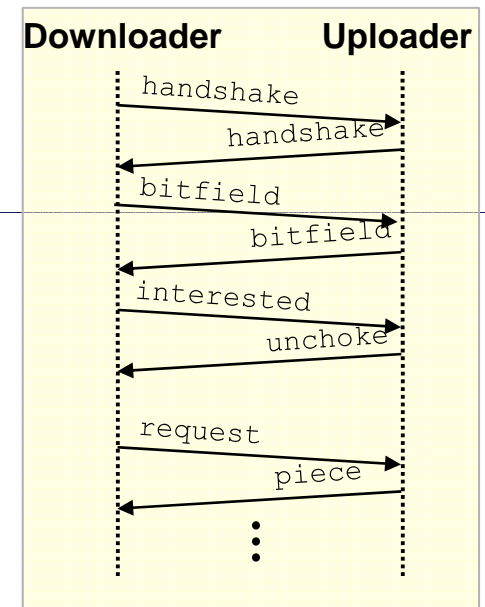 Downloader Uploader
handshake
handshake
bitfield
bitfield
interested
unchoke
request
piece